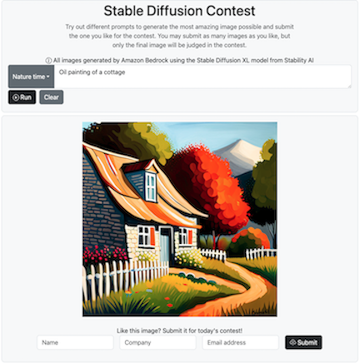 Stable Diffusion Contest
Try out different prompts to generate the most amazing image possible and submit
the one you like for the contest. You may submit as many images as you like, but
only the final image will be judged in the contest.
ⓘ All images generated by Amazon Bedrock using the Stable Diffusion XL model from Stability AI
Nature time
Oil painting of a cottage
Run
Clear
Like this image? Submit it for today's contest!
Name
Company
Email address
Submit